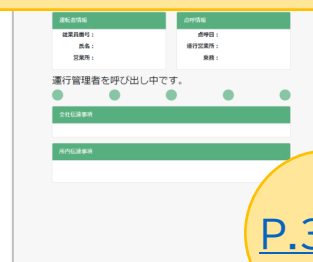 運転者情報
従業員番号：
氏名：
営業所：
点呼情報
点呼日：
運行営業所：
乗務：
運行管理者を呼び出し中です。
全社伝達事項
所内伝達事項
P.3